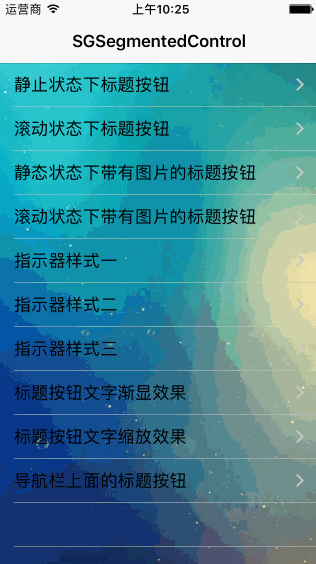 运营商 上午10:25
SGSegmentedControl
静止状态下标题按钮
滚动状态下标题按钮
静态状态下带有图片的标题按钮
滚动状态下带有图片的标题按钮
指示器样式一
指示器样式二
指示器样式三
标题按钮文字渐显效果
标题按钮文字缩放效果
导航栏上面的标题按钮